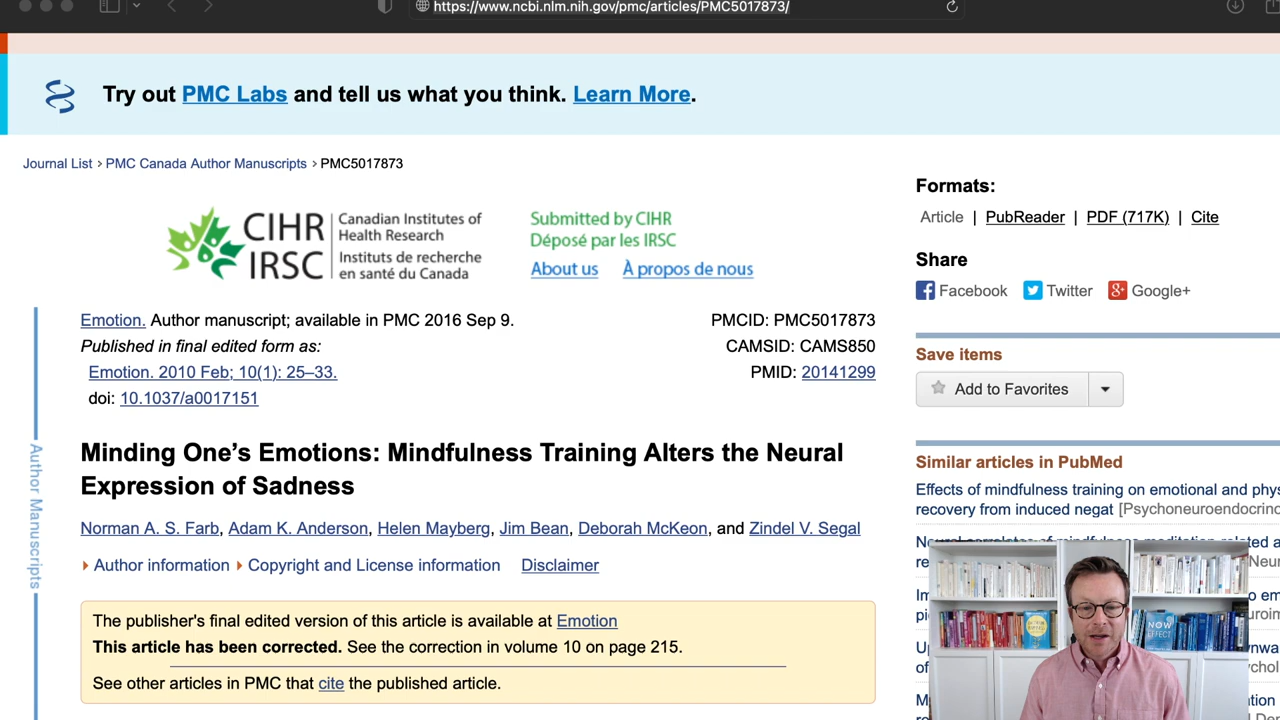 https://www.ncbi.nlm.nih.gov/pmc/articles/PMC5017873/
Try out PMC Labs and tell us what you think. Learn More.
Journal List › PMC Canada Author Manuscripts › PMC5017873
CIHR IRSC
Canadian Institutes of
Health Research
Instituts de recherche
en santé du Canada
Submitted by CIHR
Déposé par les IRSC
About us À propos de nous
Formats:
Article | PubReader | PDF (717K) | Cite
Share
Facebook Twitter Google+
Emotion. Author manuscript; available in PMC 2016 Sep 9.
Published in final edited form as:
Emotion. 2010 Feb; 10(1): 25–33.
doi: 10.1037/a0017151
PMCID: PMC5017873
CAMSID: CAMS850
PMID: 20141299
Save items
Add to Favorites
Author Manuscripts
Minding One’s Emotions: Mindfulness Training Alters the Neural
Expression of Sadness
Norman A. S. Farb, Adam K. Anderson, Helen Mayberg, Jim Bean, Deborah McKeon, and Zindel V. Segal
Author information Copyright and License information Disclaimer
The publisher's final edited version of this article is available at Emotion
This article has been corrected. See the correction in volume 10 on page 215.
See other articles in PMC that cite the published article.
Similar articles in PubMed
Effects of mindfulness training on emotional and
recovery from induced negat
NOW
EFFECT